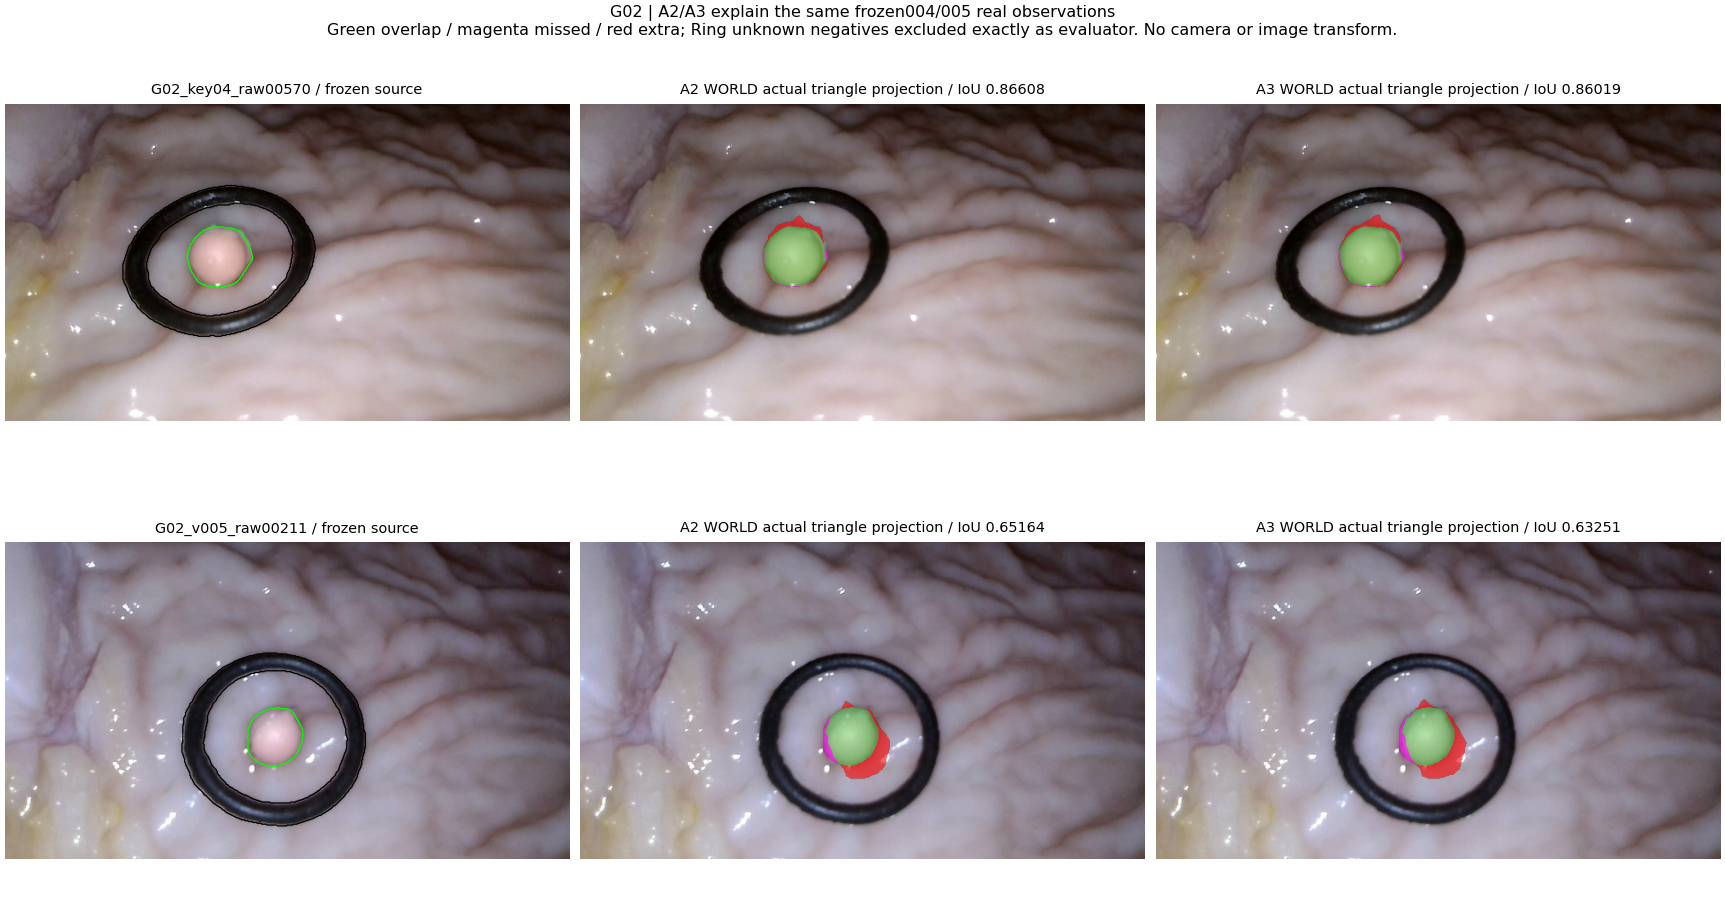 G02 | A2/A3 explain the same frozen004/005 real observations
Green overlap / magenta missed / red extra; Ring unknown negatives excluded exactly as evaluator. No camera or image transform.
G02_key04_raw00570 / frozen source
A2 WORLD actual triangle projection / IoU 0.86608
A3 WORLD actual triangle projection / IoU 0.86019
G02_v005_raw00211 / frozen source
A2 WORLD actual triangle projection / IoU 0.65164
A3 WORLD actual triangle projection / IoU 0.63251